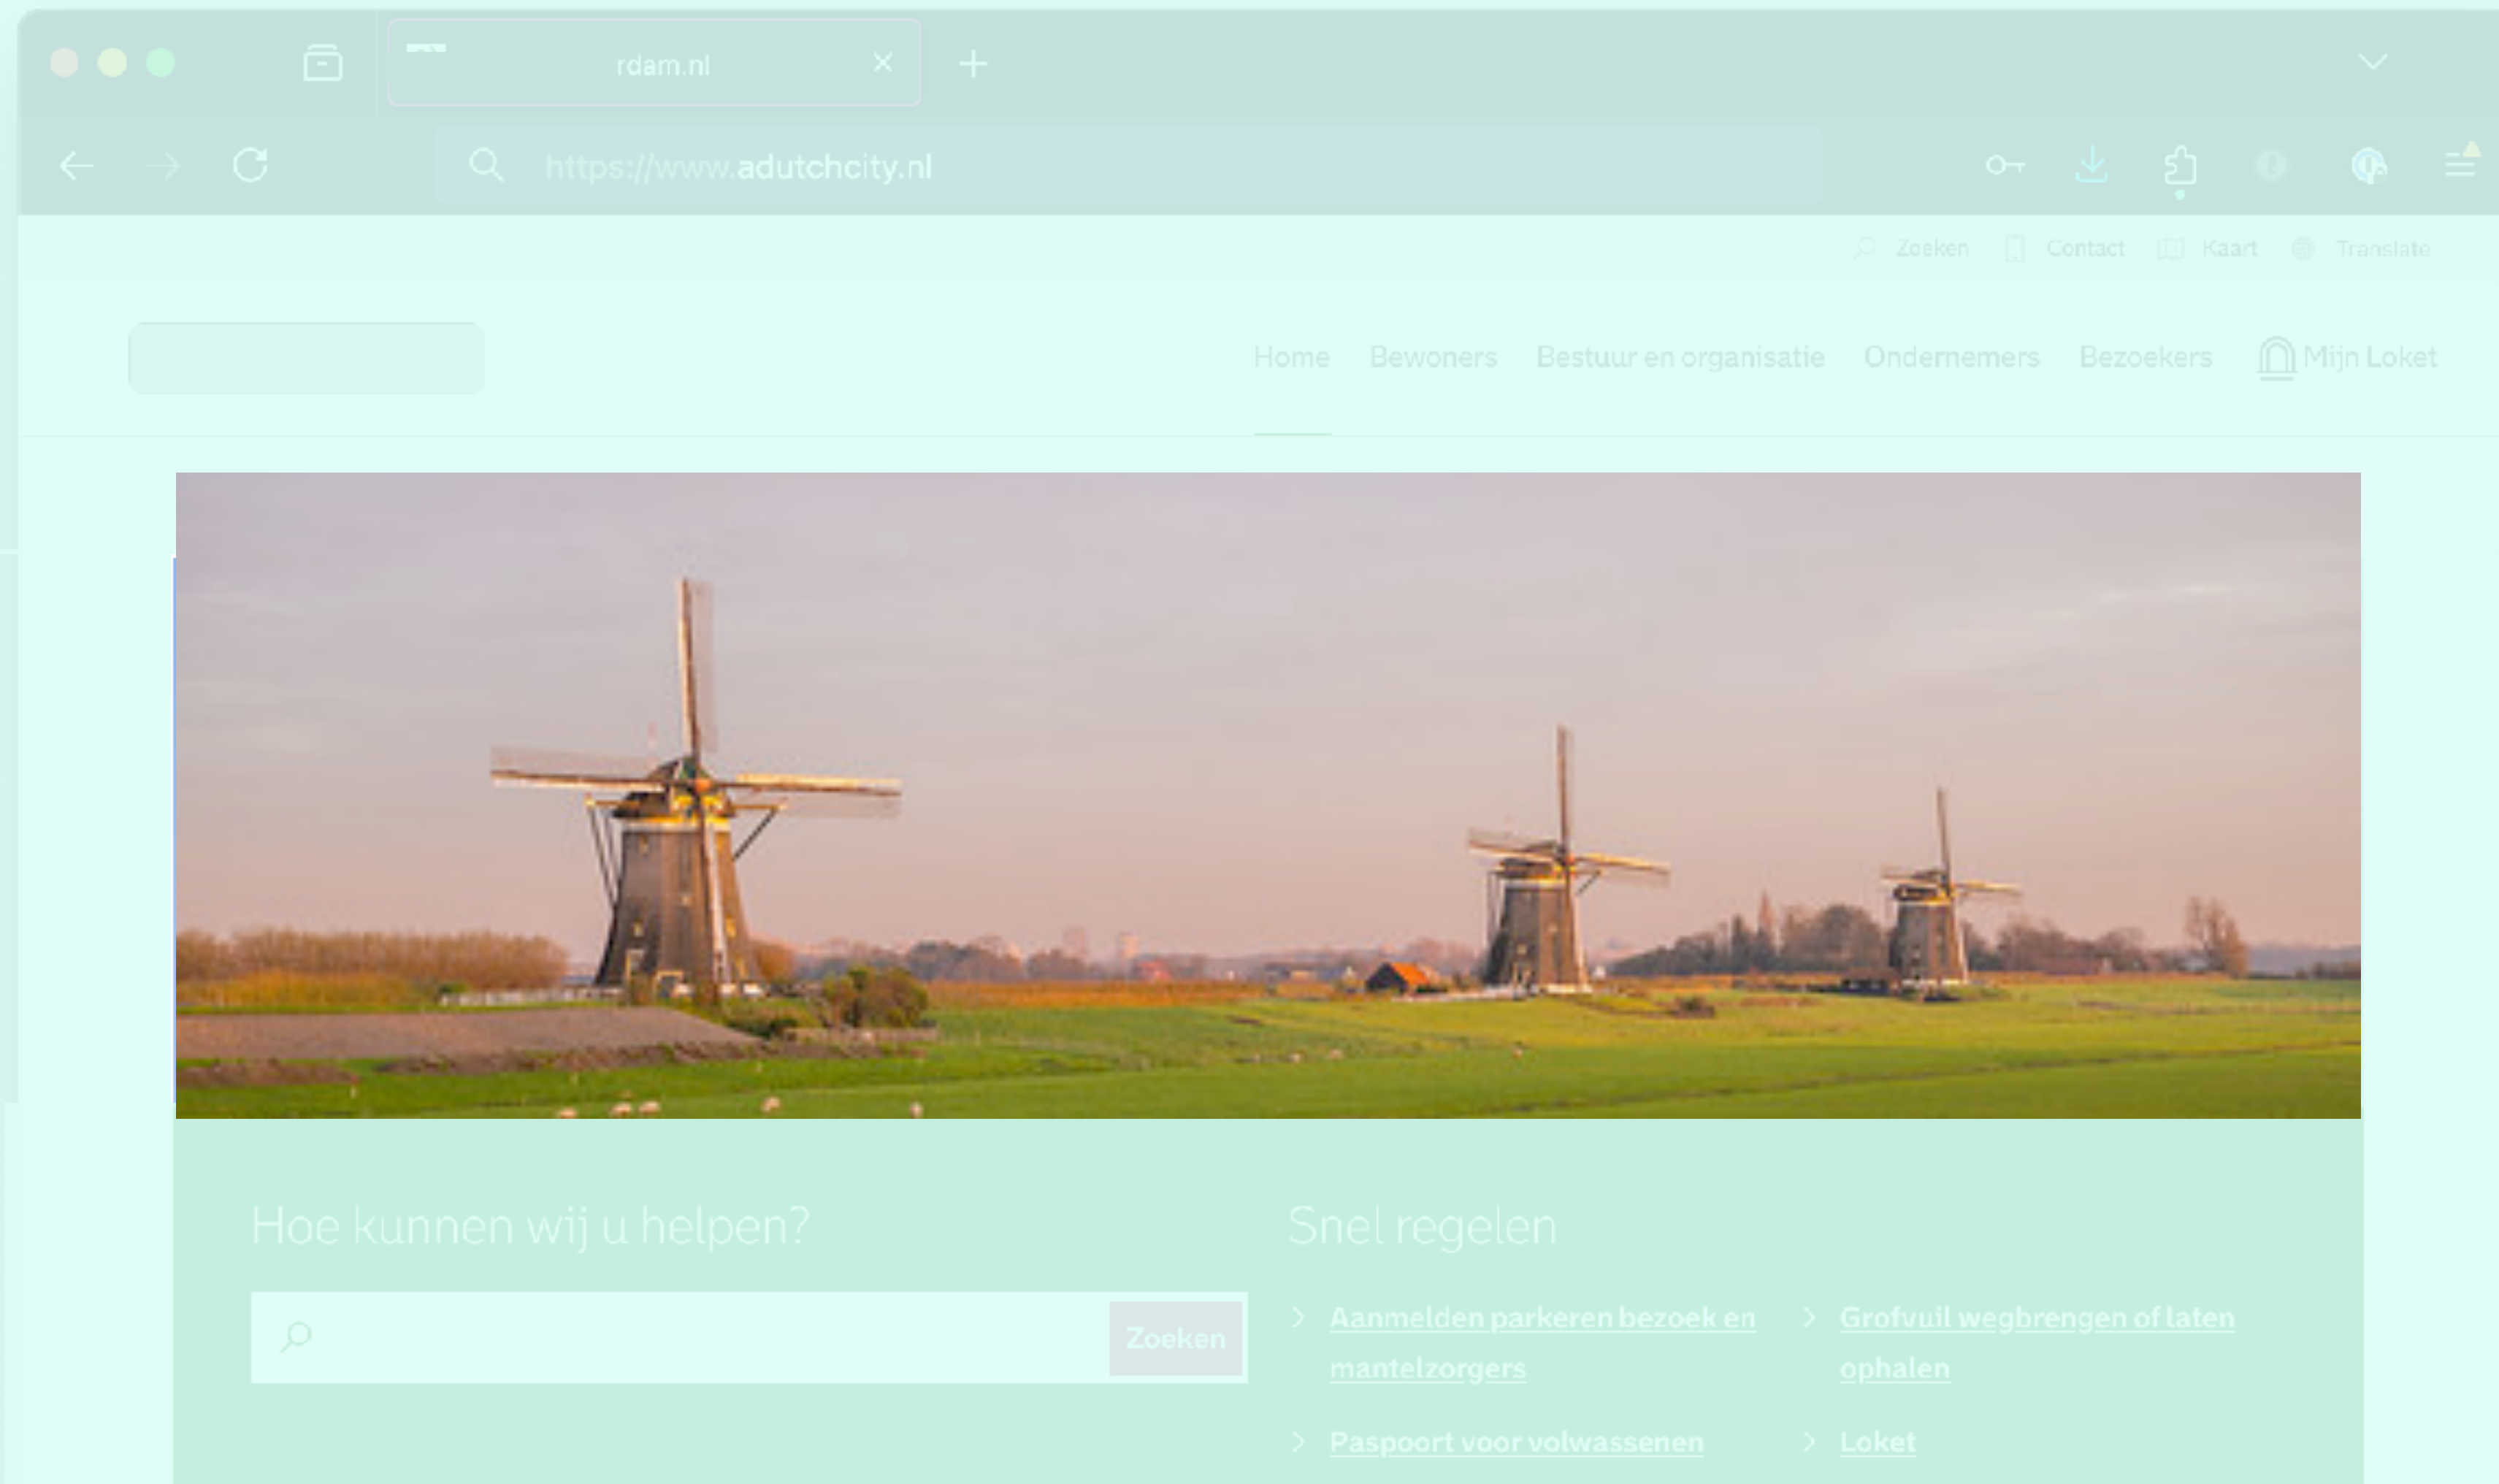 rdam.nl
https://www.adutchcity.nl
Zoeken Contact Kaart Translate
Home Bewoners Bestuur en organisatie Ondernemers Bezoekers Mijn Loket
Hoe kunnen wij u helpen?
Zoeken
Snel regelen
Aanmelden parkeren bezoek en
mantelzorgers
Grofvuil wegbrengen of laten
ophalen
Paspoort voor volwassenen
Loket